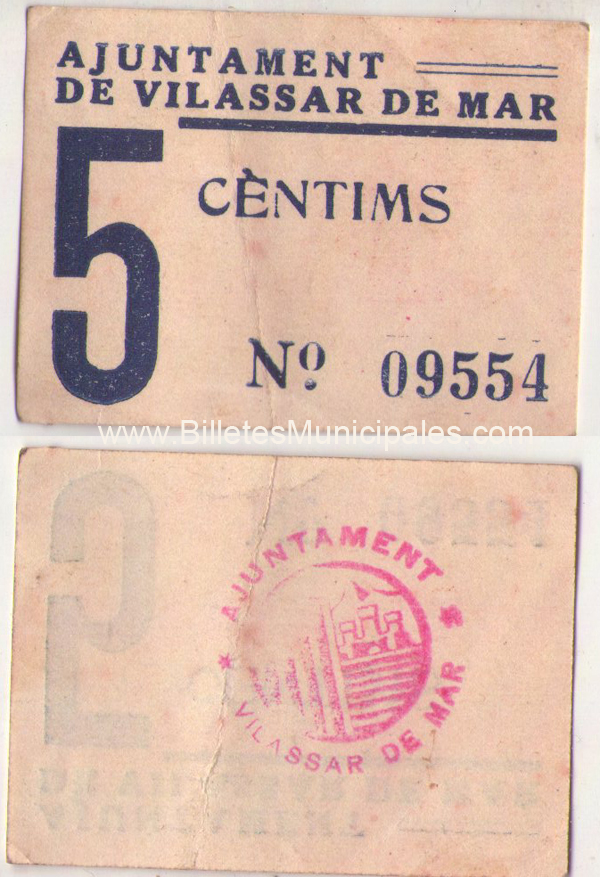 AJUNTAMENT
DE VILASSAR DE MAR
5
CÈNTIMS
Nº 09554
www.BilletesMunicipales.com
* AJUNTAMENT *
VILASSAR DE MAR